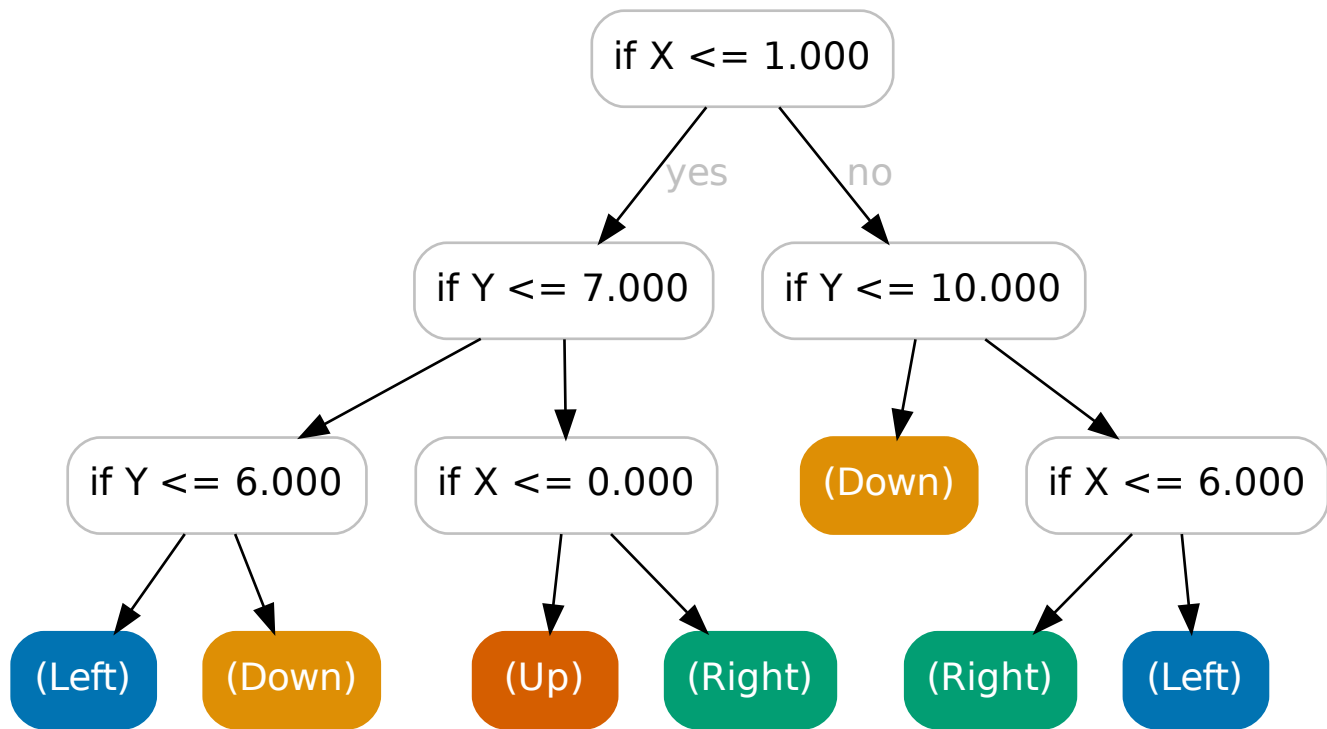 if X <= 1.000
yes
no
if Y <= 7.000
if Y <= 10.000
if Y <= 6.000
if X <= 0.000
(Down)
if X <= 6.000
(Left)
(Down)
(Up)
(Right)
(Right)
(Left)